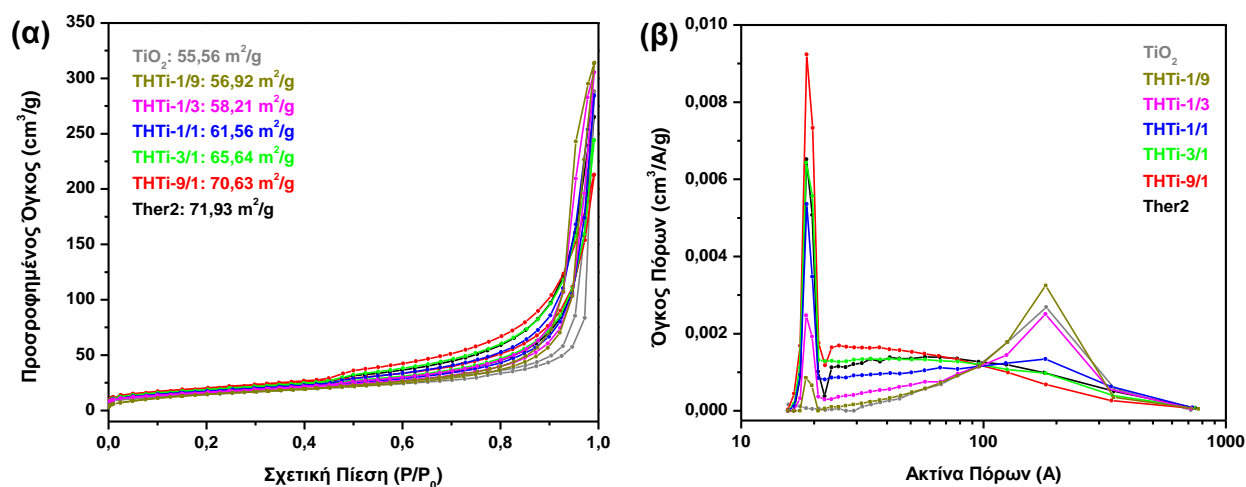 (α)
Προσροφημένος Όγκος (cm³/g)
350
300
250
200
150
100
50
0
TiO₂: 55,56 m²/g
THTi-1/9: 56,92 m²/g
THTi-1/3: 58,21 m²/g
THTi-1/1: 61,56 m²/g
THTi-3/1: 65,64 m²/g
THTi-9/1: 70,63 m²/g
Ther2: 71,93 m²/g
0,0 0,2 0,4 0,6 0,8 1,0
Σχετική Πίεση (P/P₀)
(β)
Όγκος Πόρων (cm³/A/g)
0,010
0,008
0,006
0,004
0,002
0,000
TiO₂
THTi-1/9
THTi-1/3
THTi-1/1
THTi-3/1
THTi-9/1
Ther2
10 100 1000
Ακτίνα Πόρων (A)